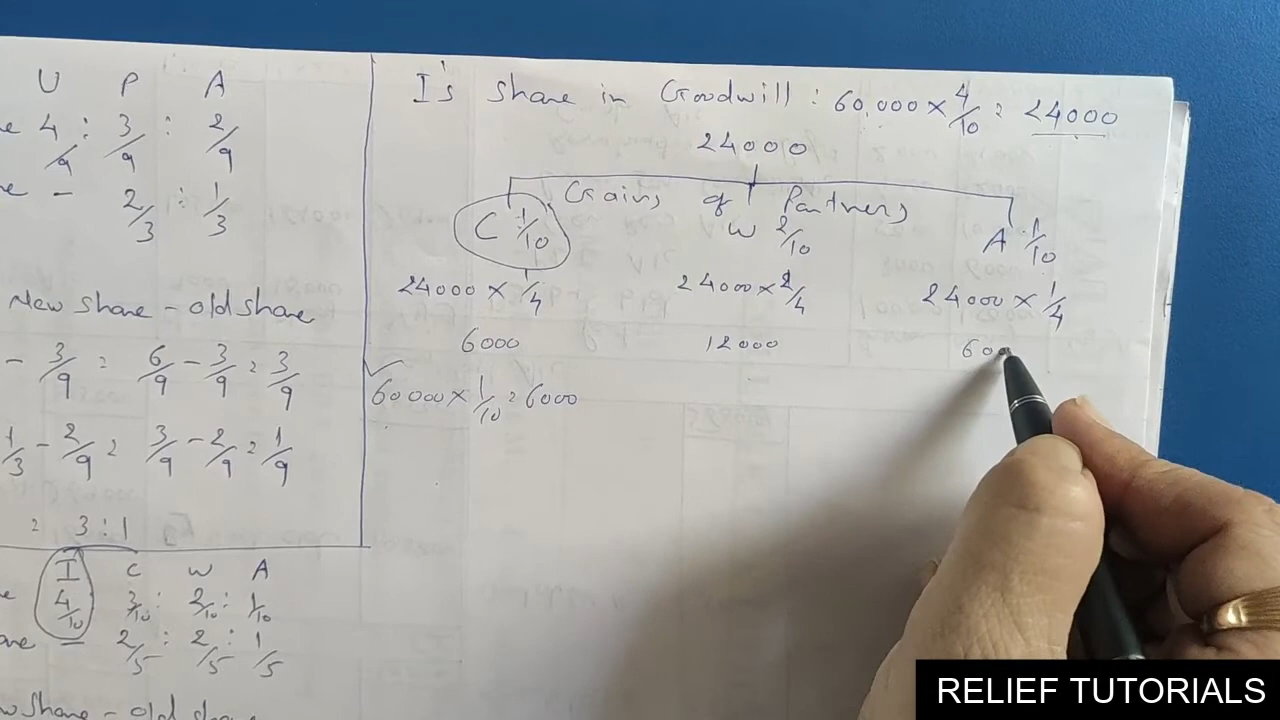 U P A
4/9 : 3/9 : 2/9
- 2/3 : 1/3
New share - old share
- 3/9 = 6/9 - 3/9 = 3/9
1/3 - 2/9 = 3/9 - 2/9 = 1/9
= 3 : 1
I C W A
4/10 3/10 : 2/10 : 1/10
- 2/5 : 2/5 : 1/5
share - old share
I's share in Goodwill : 60,000 × 4/10 = 24000
24000
Gains of Partners
C 1/10 W 2/10 A 1/10
24000 × 1/4 24000 × 2/4 24000 × 1/4
6000 12000 600
60000 × 1/10 = 6000
RELIEF TUTORIALS